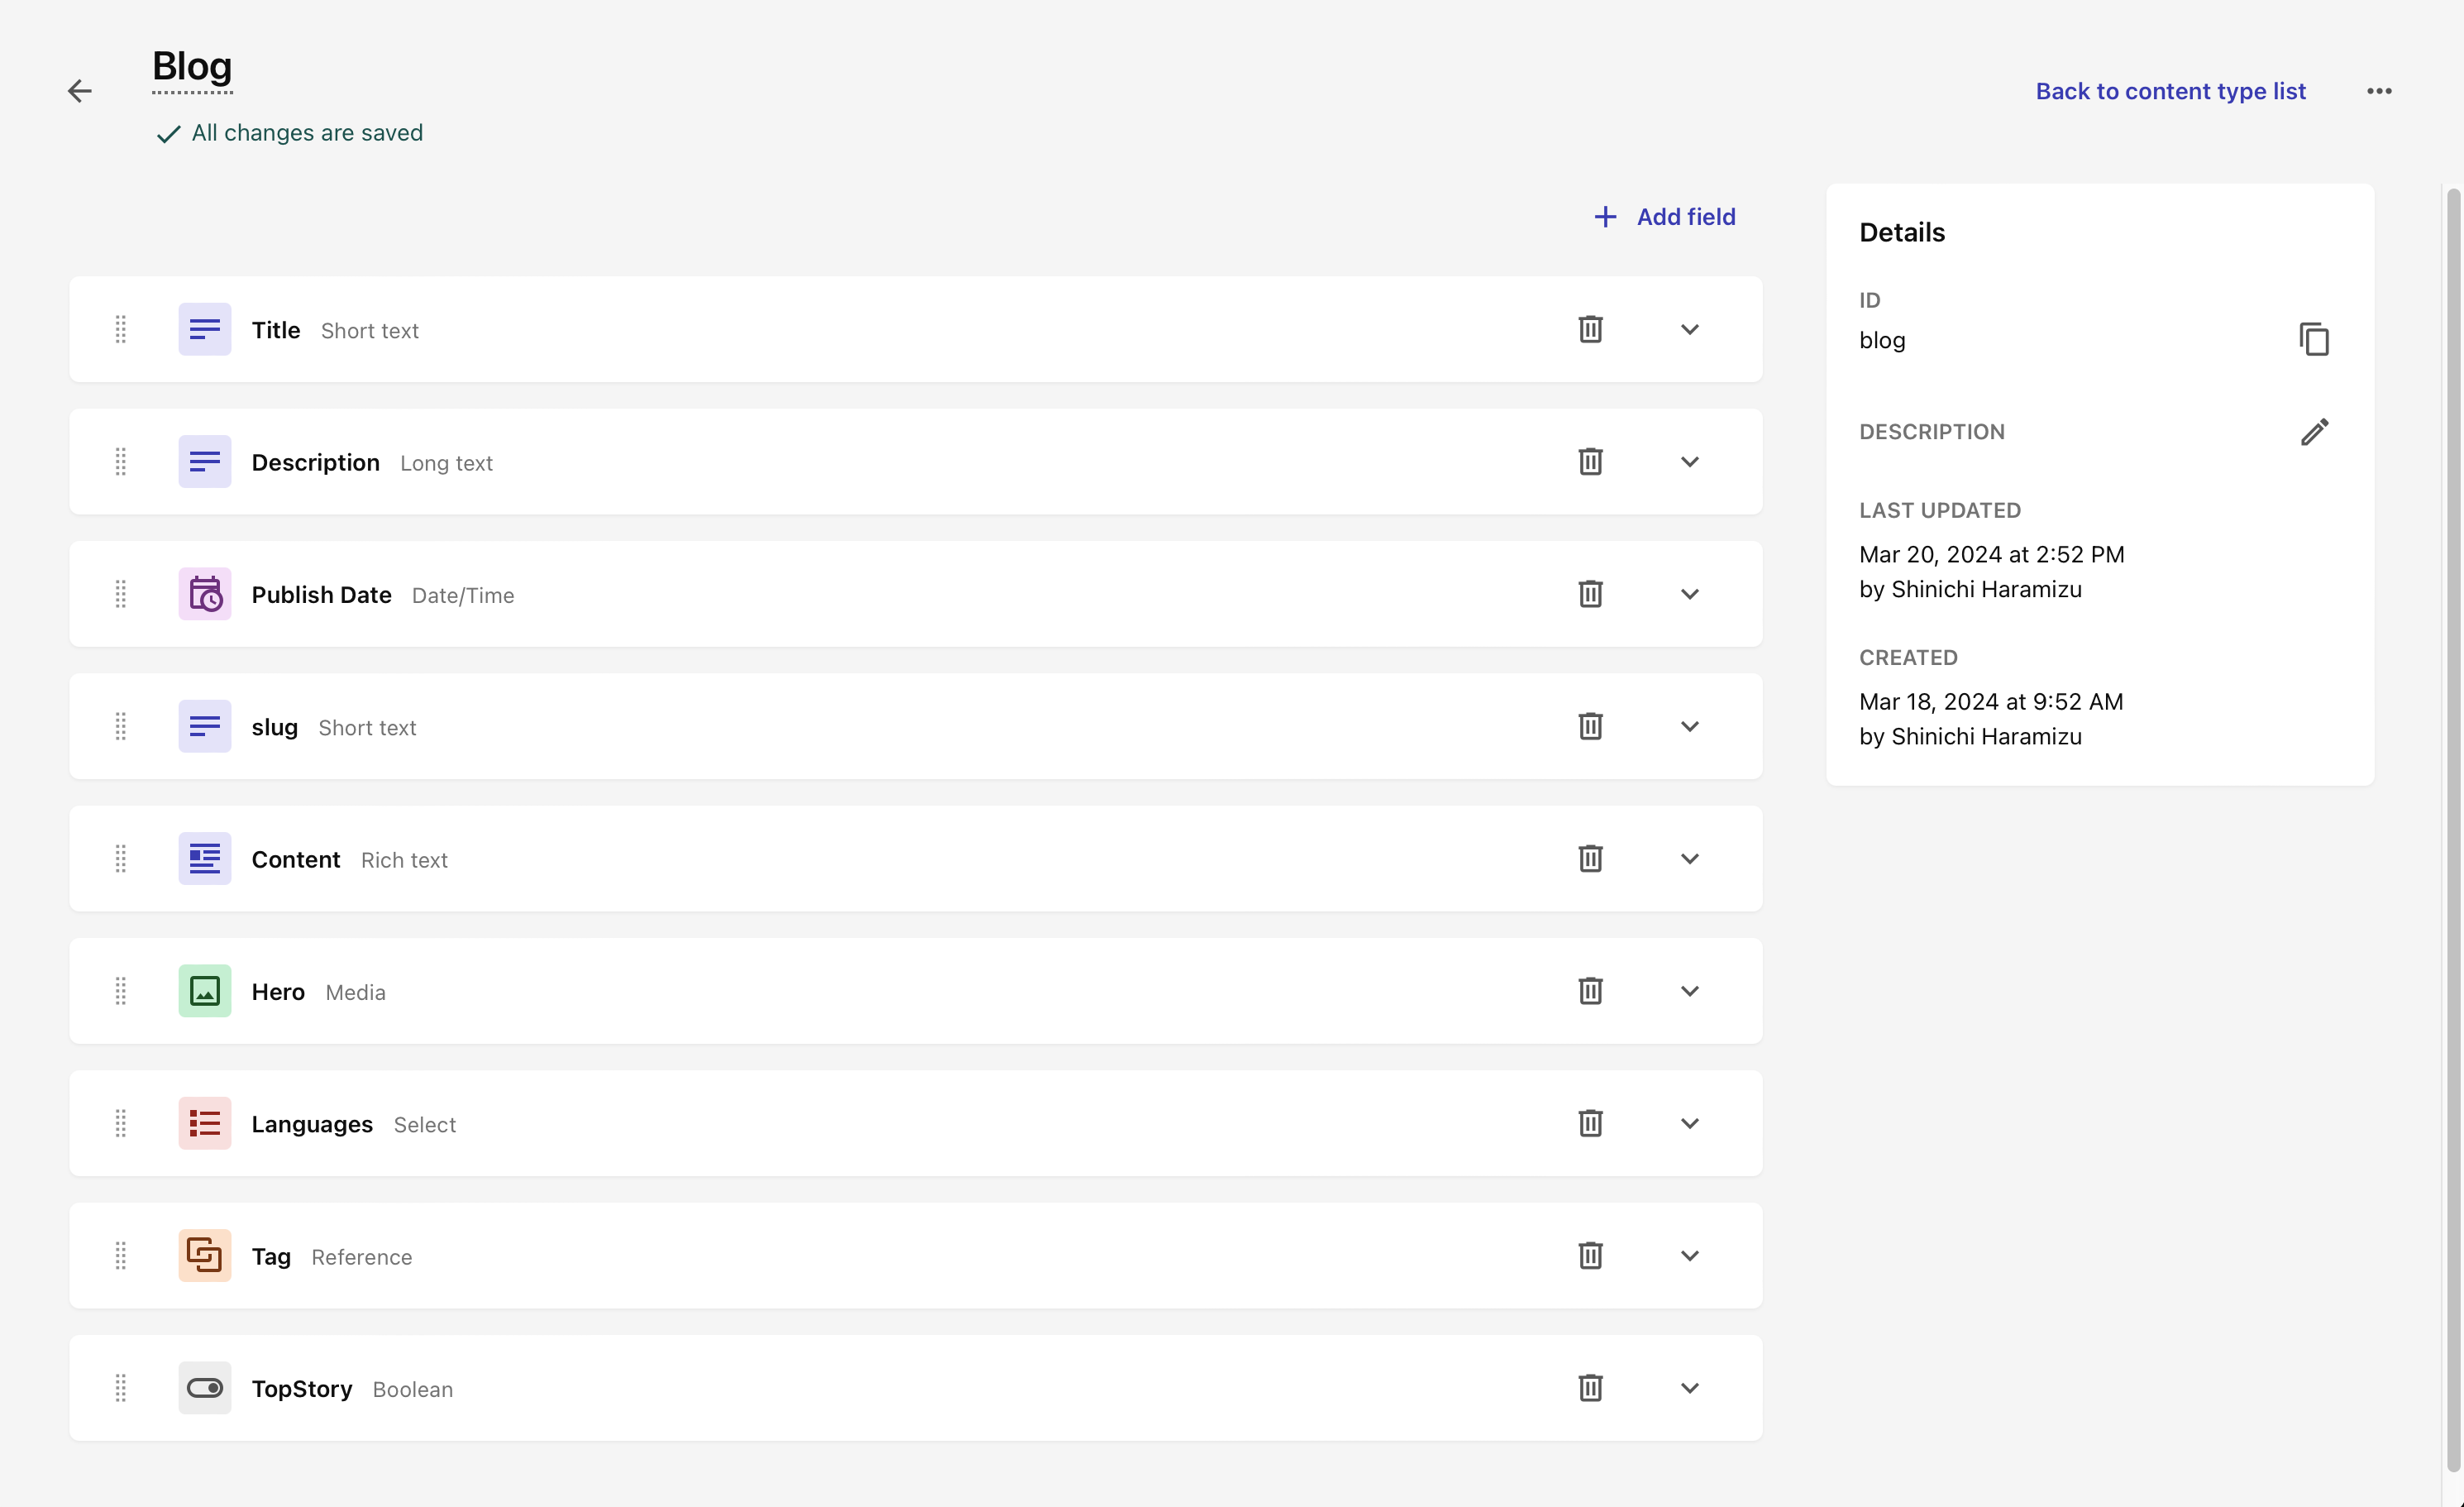 Blog
All changes are saved
Back to content type list
Add field
Title Short text
Description Long text
Publish Date Date/Time
slug Short text
Content Rich text
Hero Media
Languages Select
Tag Reference
TopStory Boolean
Details
ID
blog
DESCRIPTION
LAST UPDATED
Mar 20, 2024 at 2:52 PM
by Shinichi Haramizu
CREATED
Mar 18, 2024 at 9:52 AM
by Shinichi Haramizu